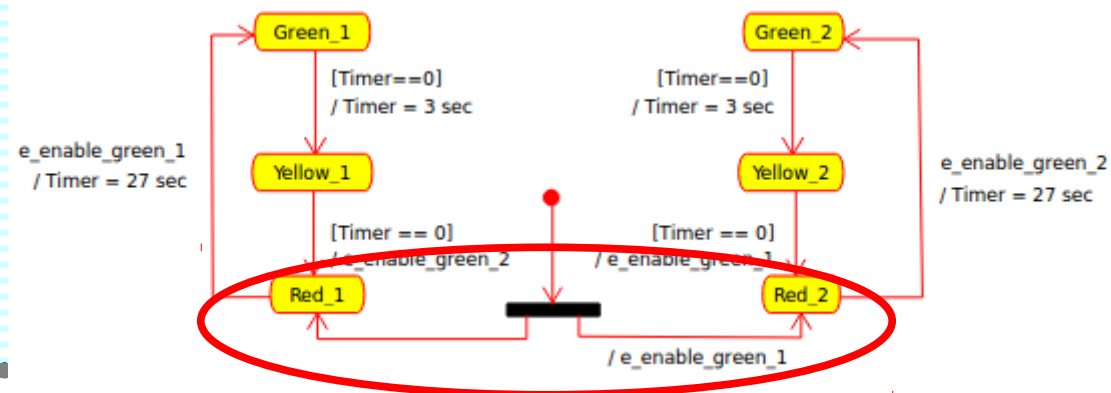 Green_1
Green_2
[Timer==0]
/ Timer = 3 sec
[Timer==0]
/ Timer = 3 sec
e_enable_green_1
/ Timer = 27 sec
Yellow_1
Yellow_2
e_enable_green_2
/ Timer = 27 sec
[Timer == 0]
/ e_enable_green_2
[Timer == 0]
/ e_enable_green_1
Red_1
Red_2
/ e_enable_green_1